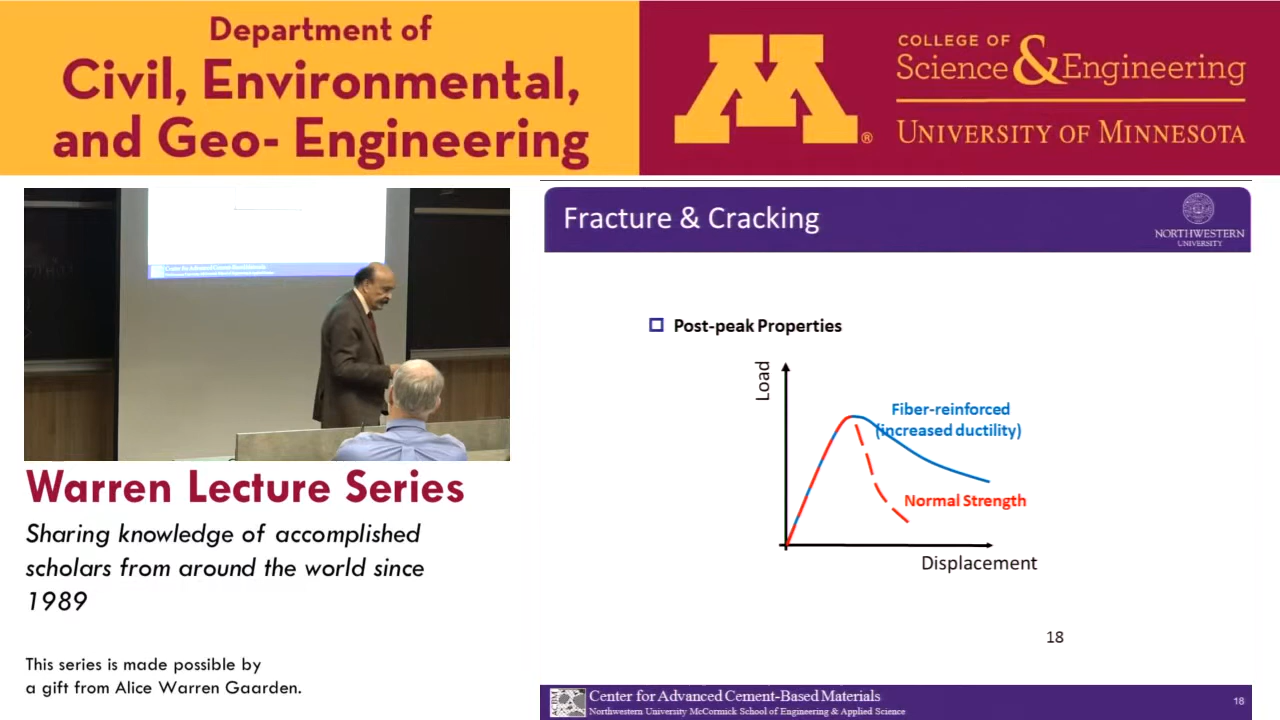 Department of
Civil, Environmental,
and Geo- Engineering
M®
COLLEGE OF
Science & Engineering
UNIVERSITY OF MINNESOTA
Warren Lecture Series
Sharing knowledge of accomplished
scholars from around the world since
1989
This series is made possible by
a gift from Alice Warren Gaarden.
Fracture & Cracking
NORTHWESTERN
UNIVERSITY
Post-peak Properties
Load
Fiber-reinforced
(increased ductility)
Normal Strength
Displacement
18
Center for Advanced Cement-Based Materials
Northwestern University McCormick School of Engineering & Applied Science
18